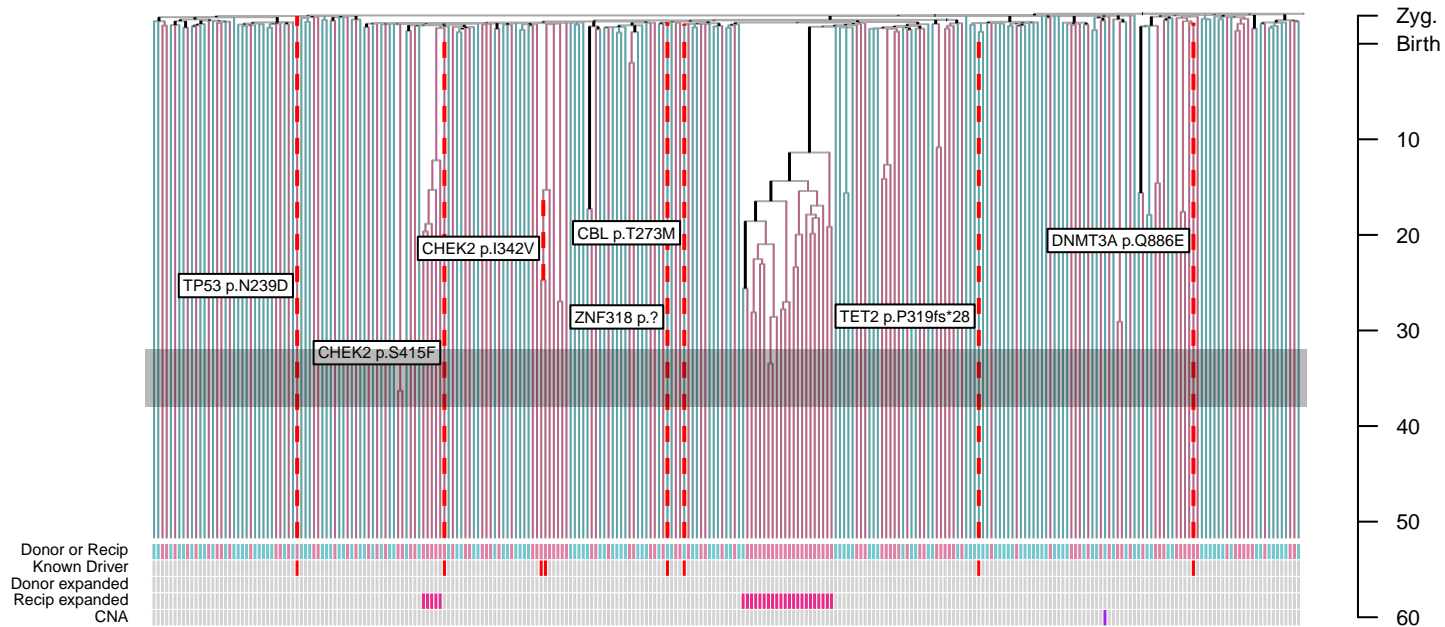 Zyg.
Birth
10
20
30
40
50
60
CBL p.T273M
CHEK2 p.I342V
DNMT3A p.Q886E
TP53 p.N239D
ZNF318 p.?
TET2 p.P319fs*28
CHEK2 p.S415F
Donor or Recip
Known Driver
Donor expanded
Recip expanded
CNA